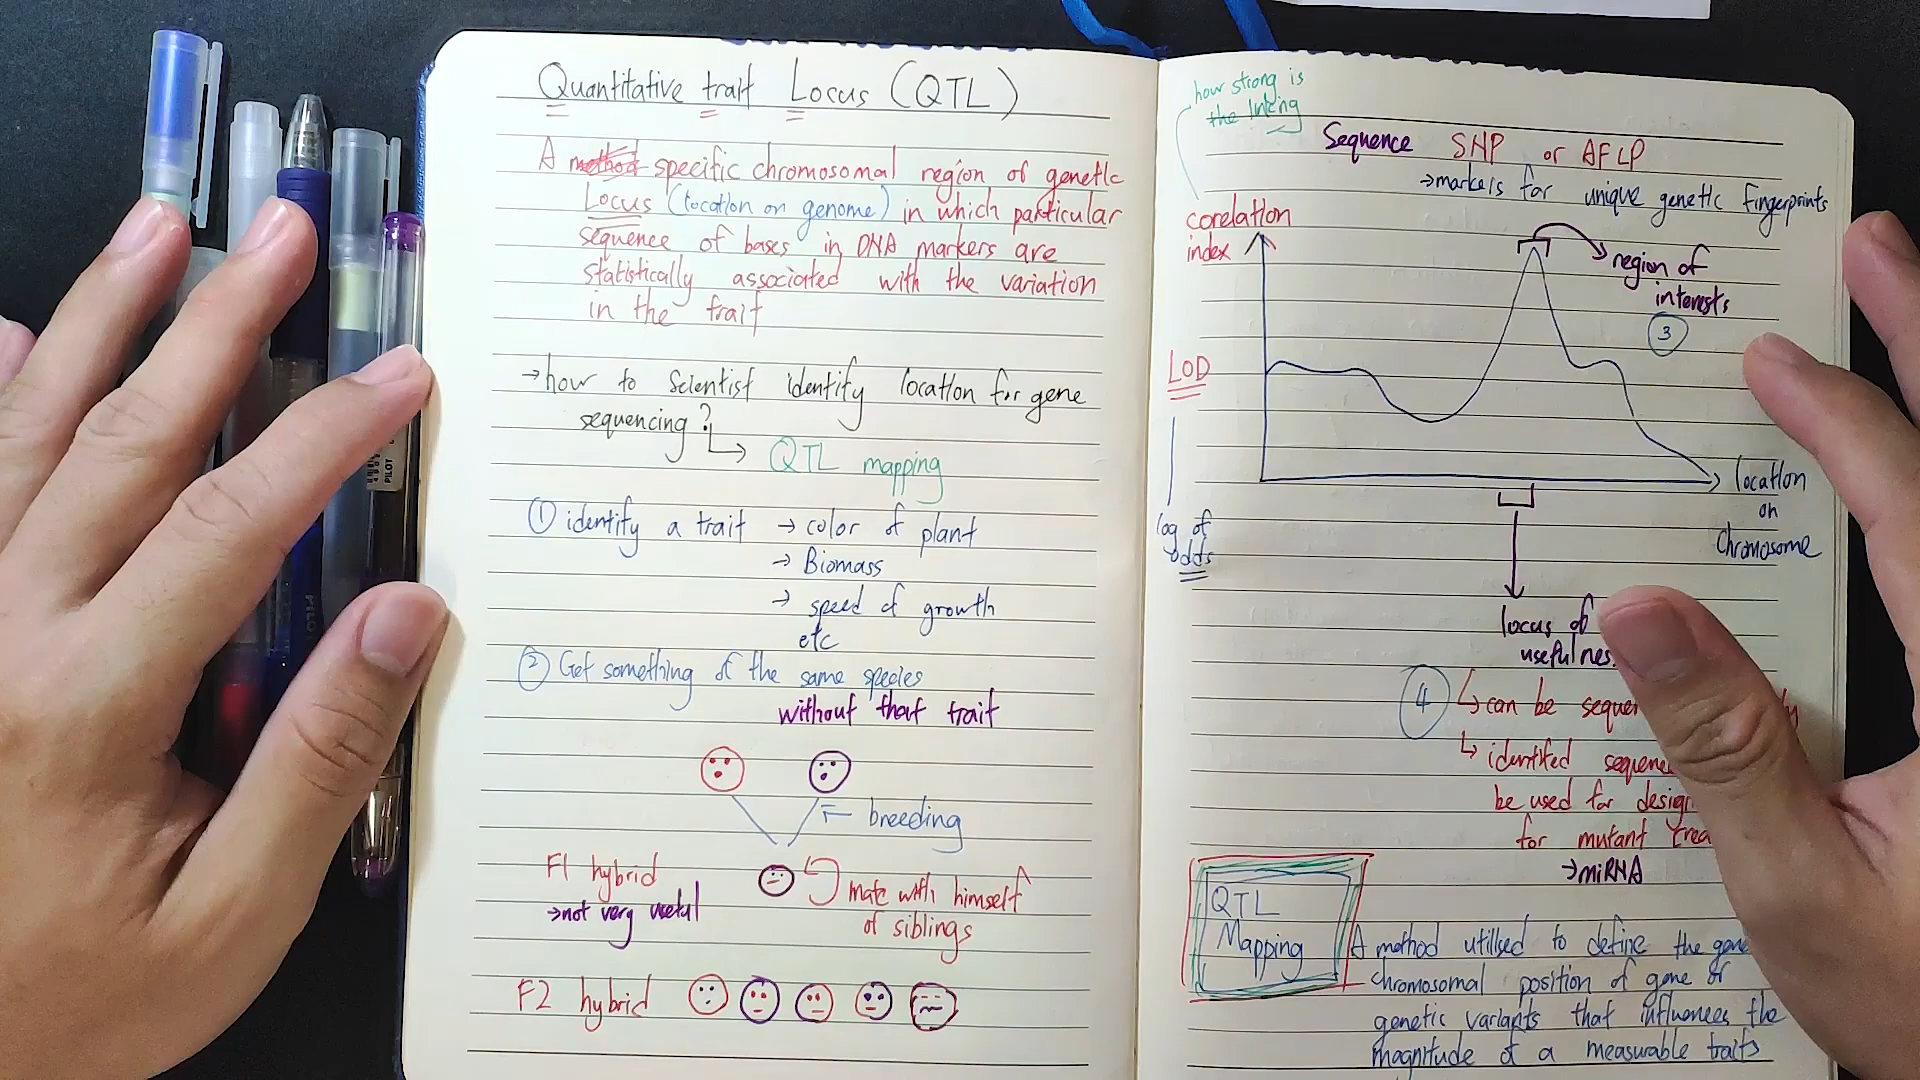 Quantitative trait Locus (QTL)
A method specific chromosomal region of genetic
Locus (location on genome) in which particular
sequence of bases in DNA markers are
statistically associated with the variation
in the trait
→how to scientist identify location for gene
sequencing?
QTL mapping
① identify a trait → color of plant
→ Biomass
→ speed of growth
etc
② Get something of the same species
without that trait
breeding
F1 hybrid
→not very useful
mate with himself
of siblings
F2 hybrid
how strong is
the linking
Sequence SNP or AFLP
→markers for unique genetic fingerprints
corelation
index
region of
interests
③
LOD
log of
odds
location
on
chromosome
locus of
usefulnes
④ can be
identified
be used for
for mutant
→miRNA
QTL
Mapping
A method utilised to define the
chromosomal position of gene or
genetic variants that influences the
magnitude of a measurable traits
PILOT